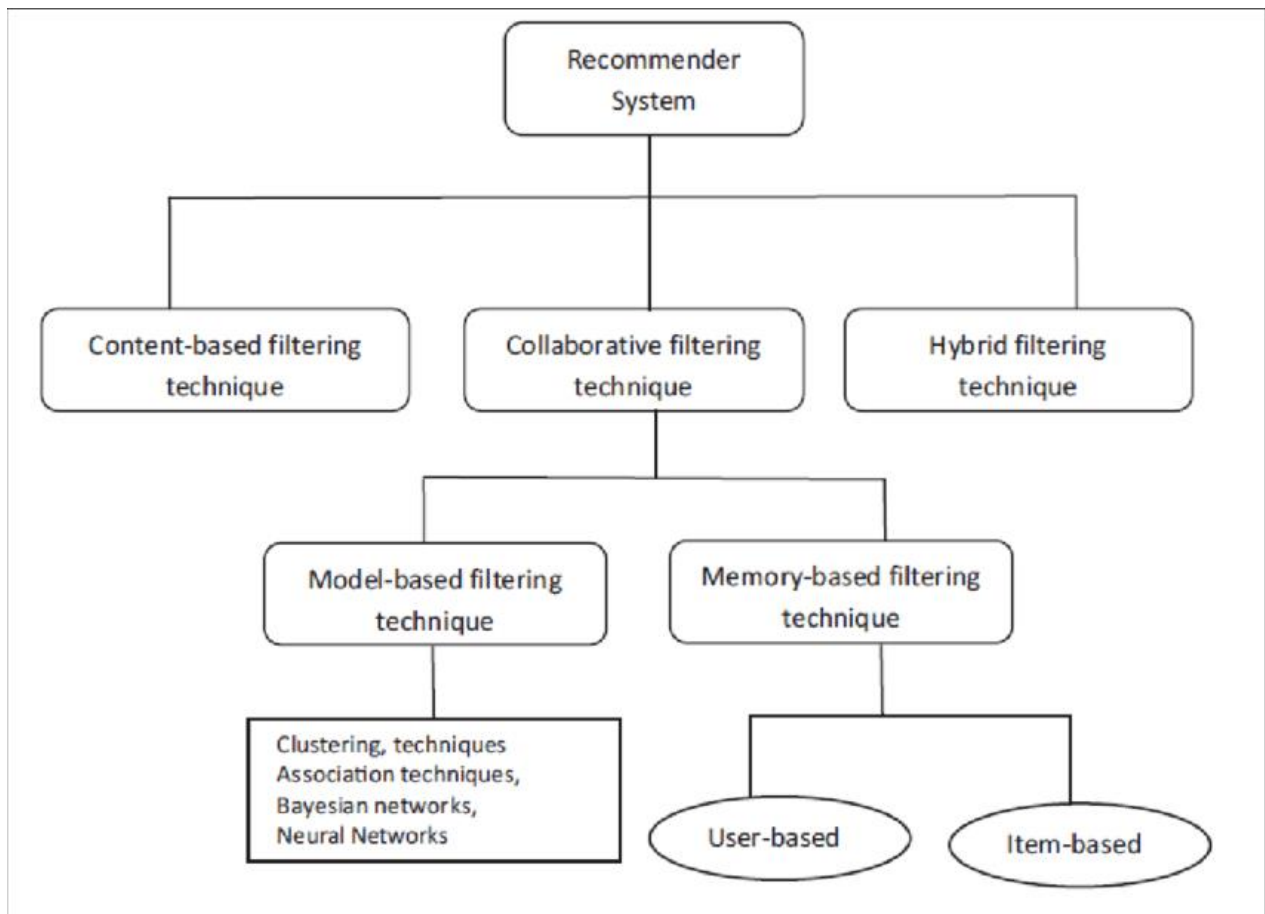 Recommender
System
Content-based filtering
technique
Collaborative filtering
technique
Hybrid filtering
technique
Model-based filtering
technique
Memory-based filtering
technique
Clustering, techniques
Association techniques,
Bayesian networks,
Neural Networks
User-based
Item-based